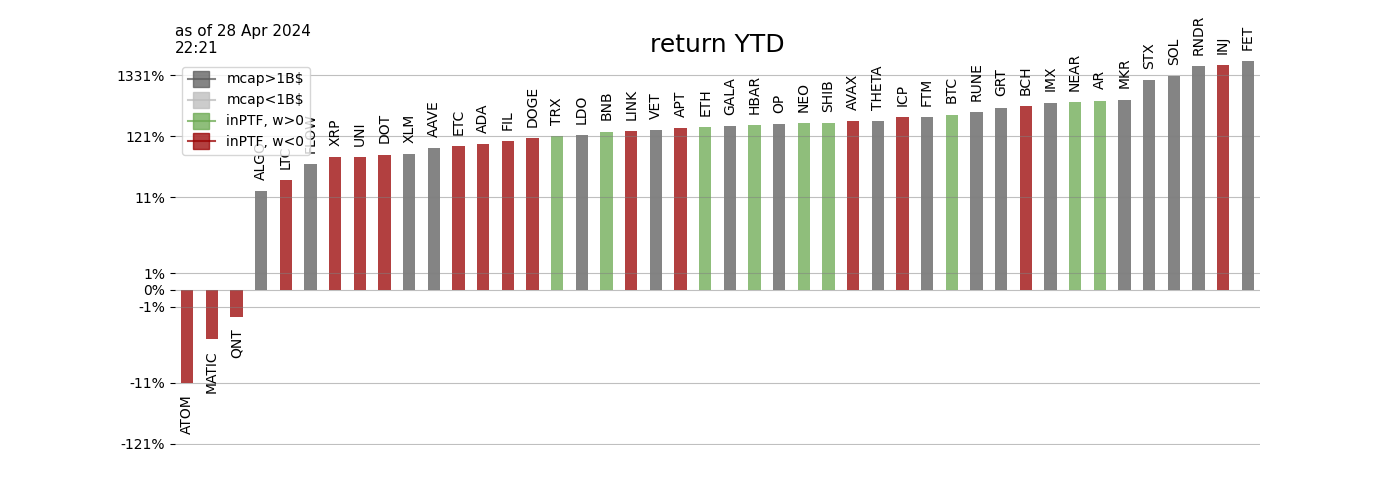 as of 28 Apr 2024
22:21
return YTD
mcap>1B$
mcap<1B$
inPTF, w>0
inPTF, w<0
1331%
121%
11%
1%
0%
-1%
-11%
-121%
ATOM
MATIC
QNT
ALGO
LTC
FLOW
XRP
UNI
DOT
XLM
AAVE
ETC
ADA
FIL
DOGE
TRX
LDO
BNB
LINK
VET
APT
ETH
GALA
HBAR
OP
NEO
SHIB
AVAX
THETA
ICP
FTM
BTC
RUNE
GRT
BCH
IMX
NEAR
AR
MKR
STX
SOL
RNDR
INJ
FET